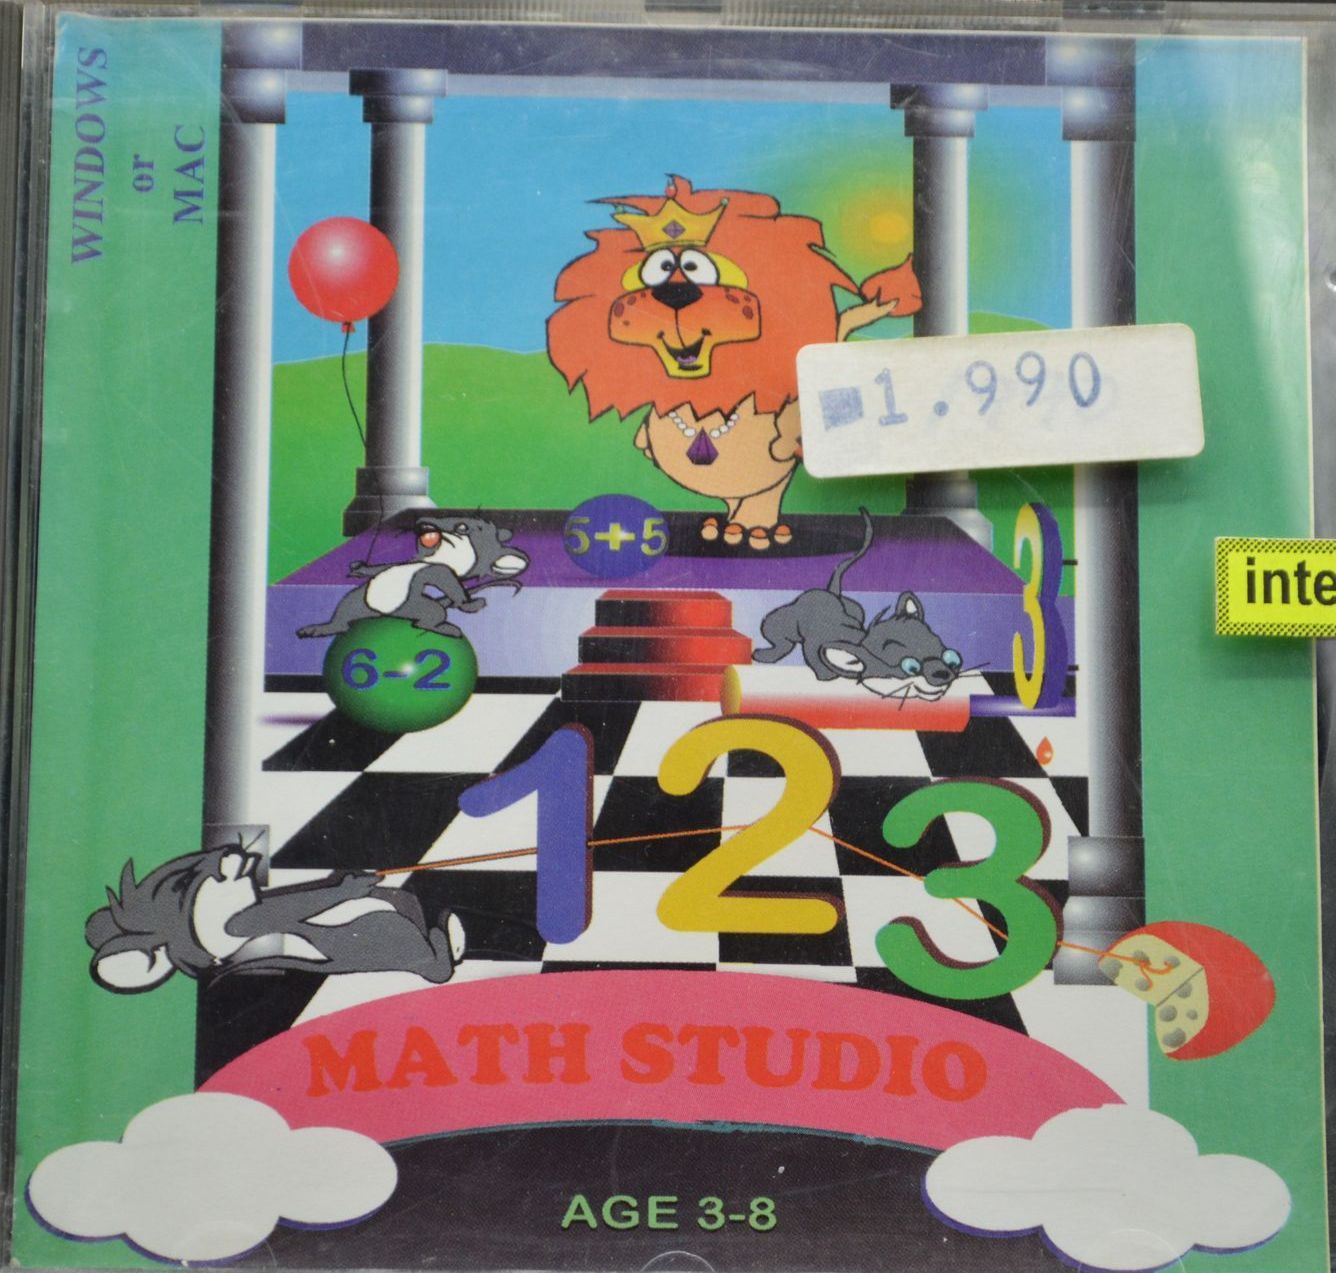 WINDOWS
or
MAC
1.990
5+5
3
inte
6-2
1 2 3
MATH STUDIO
AGE 3-8